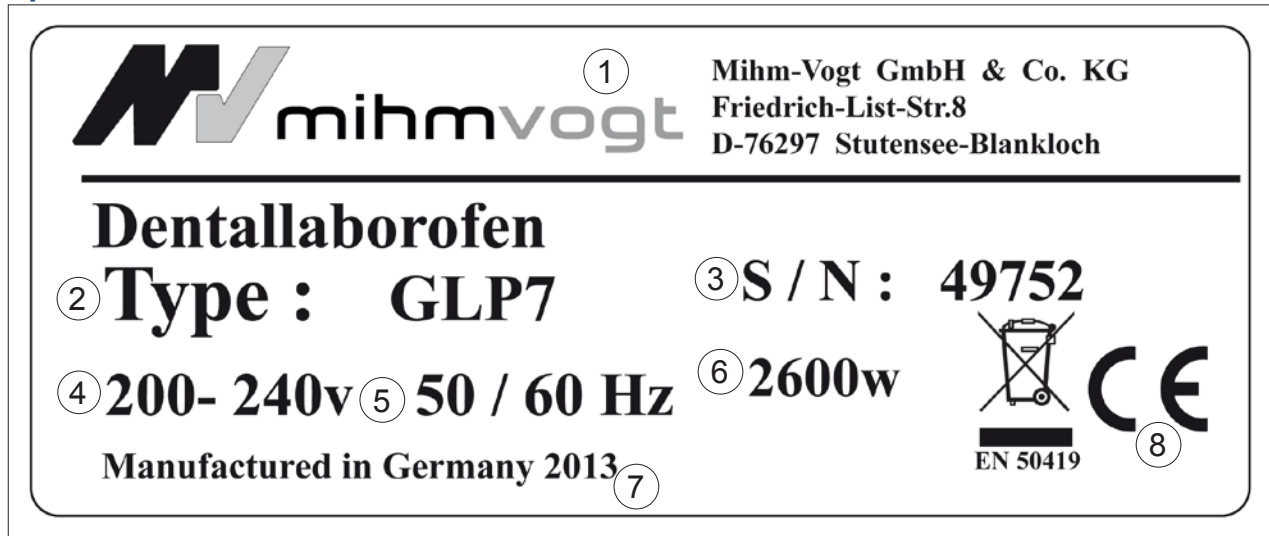 1
mihmvogt
Mihm-Vogt GmbH & Co. KG
Friedrich-List-Str.8
D-76297 Stutensee-Blankloch
Dentallaborofen
2 Type : GLP7
3 S / N : 49752
4 200- 240v 5 50 / 60 Hz
6 2600w
CE
8
EN 50419
Manufactured in Germany 2013
7